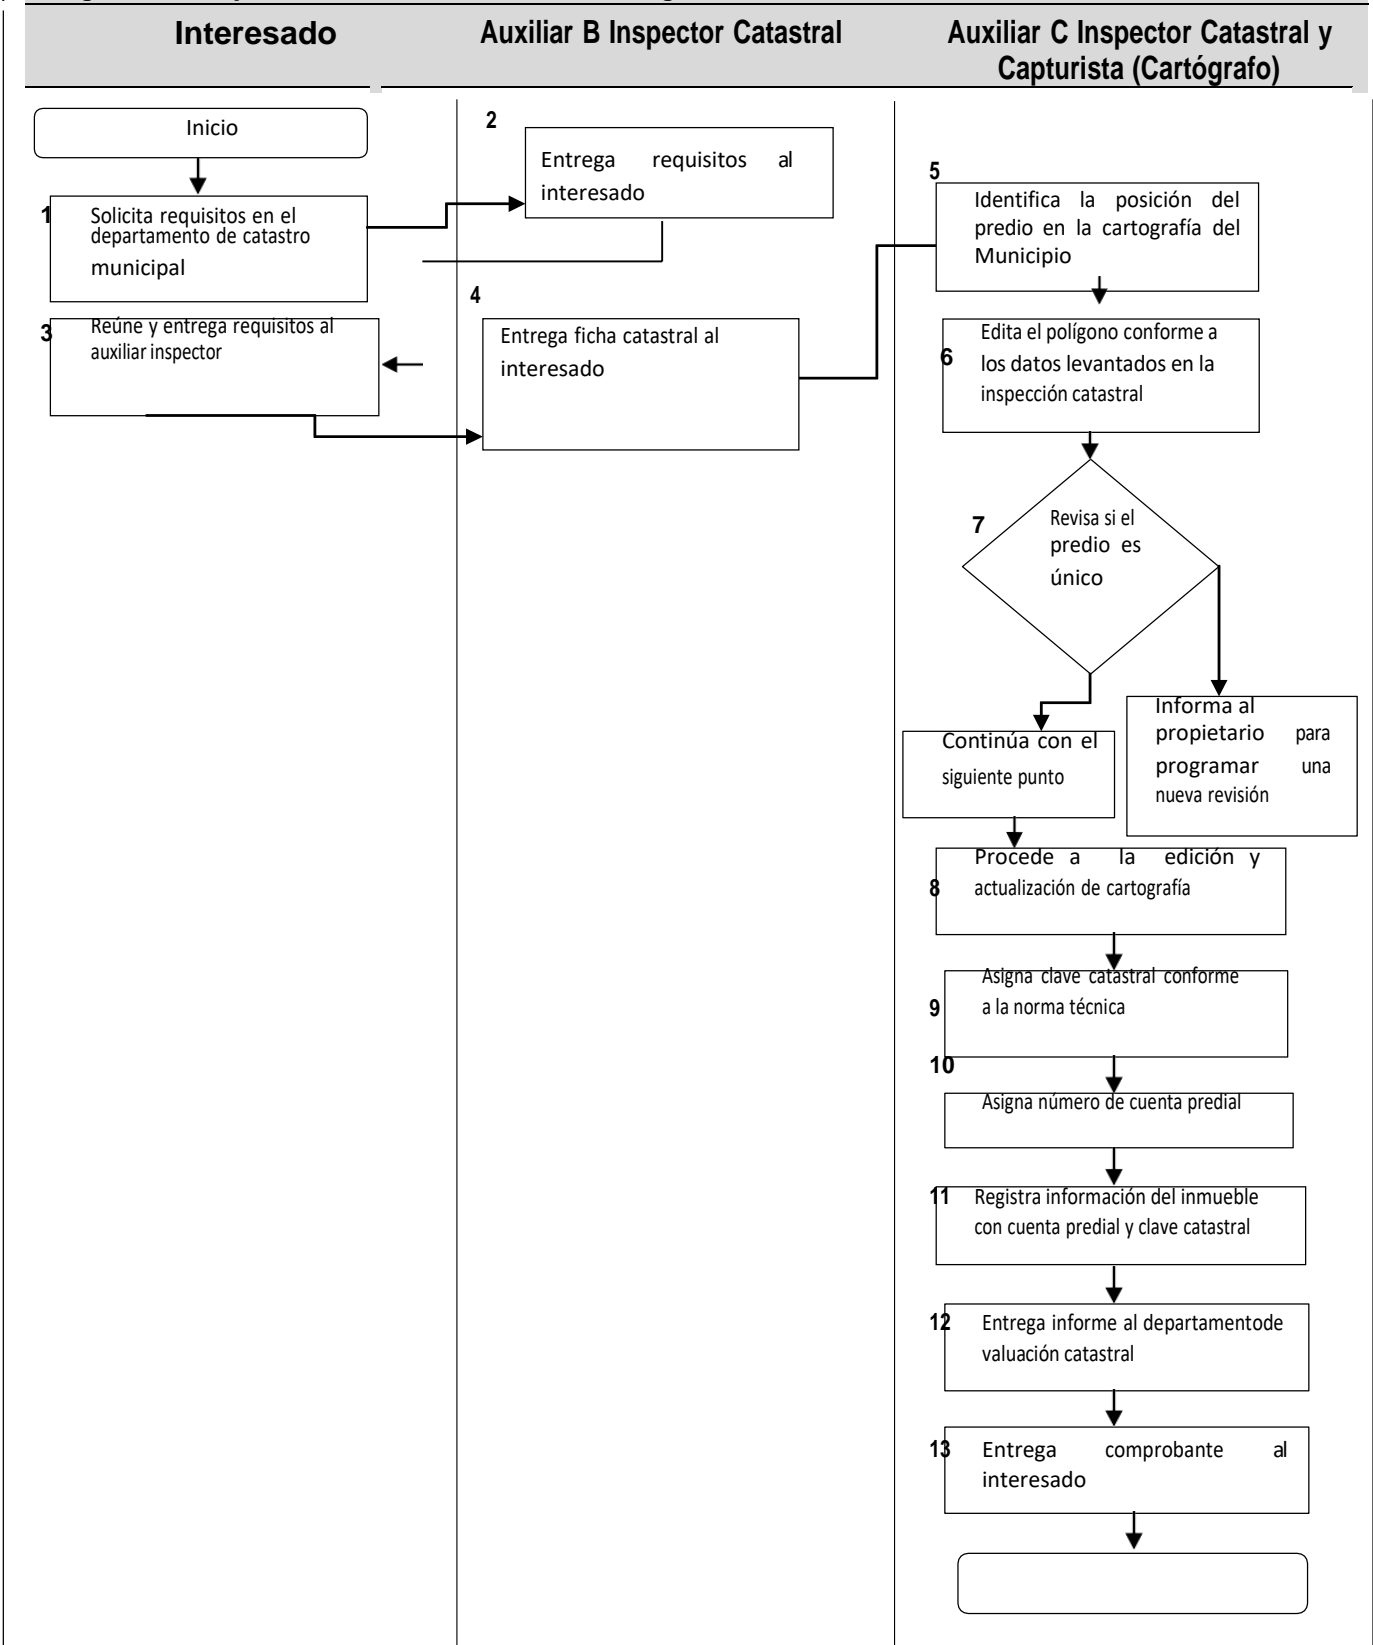 Interesado
Auxiliar B Inspector Catastral
Auxiliar C Inspector Catastral y
Capturista (Cartógrafo)
Inicio
1
Solicita requisitos en el
departamento de catastro
municipal
2
Entrega requisitos al
interesado
3
Reúne y entrega requisitos al
auxiliar inspector
4
Entrega ficha catastral al
interesado
5
Identifica la posición del
predio en la cartografía del
Municipio
6
Edita el polígono conforme a
los datos levantados en la
inspección catastral
7
Revisa si el
predio es
único
Continúa con el
siguiente punto
Informa al
propietario para
programar una
nueva revisión
8
Procede a la edición y
actualización de cartografía
9
Asigna clave catastral conforme
a la norma técnica
10
Asigna número de cuenta predial
11
Registra información del inmueble
con cuenta predial y clave catastral
12
Entrega informe al departamentode
valuación catastral
13
Entrega comprobante al
interesado